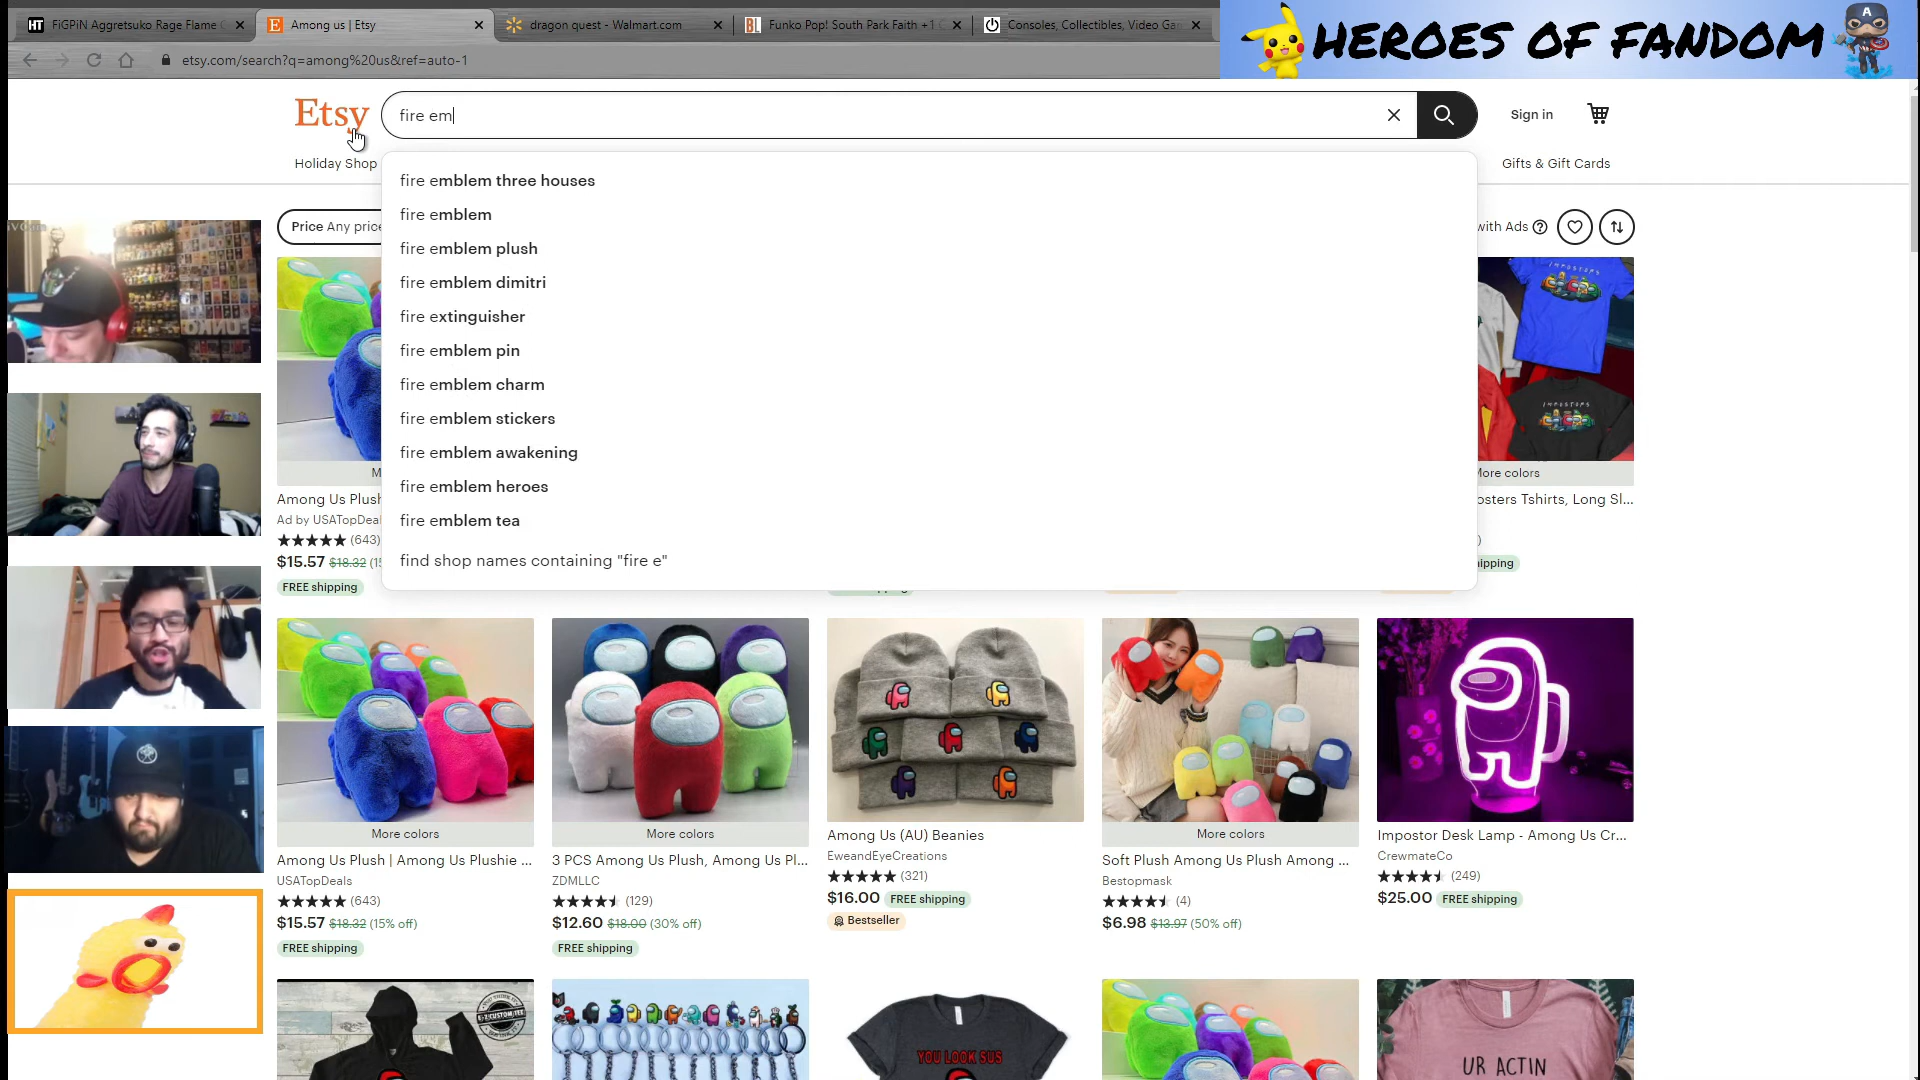 FiGPiN Aggretsuko Rage Flame
Among us | Etsy
dragon quest - Walmart.com
Funko Pop! South Park Faith +1
Consoles, Collectibles, Video
HEROES OF FANDOM
etsy.com/search?q=among%20us&ref=auto-1
Etsy
fire em
Sign in
Holiday Shop
Gifts & Gift Cards
fire emblem three houses
fire emblem
fire emblem plush
fire emblem dimitri
fire extinguisher
fire emblem pin
fire emblem charm
fire emblem stickers
fire emblem awakening
fire emblem heroes
fire emblem tea
find shop names containing "fire e"
Price Any price
with Ads
IMPOSTORS
IMPOSTORS
More colors
Among Us Plush
Ad by USATopDeal
(643)
$15.57 $18.32
FREE shipping
Tshirts, Long Sl...
More colors
Among Us Plush | Among Us Plushie ...
USATopDeals
(643)
$15.57 $18.32 (15% off)
FREE shipping
More colors
3 PCS Among Us Plush, Among Us Pl...
ZDMLLC
(129)
$12.60 $18.00 (30% off)
FREE shipping
Among Us (AU) Beanies
EweandEyeCreations
(321)
$16.00 FREE shipping
Bestseller
More colors
Soft Plush Among Us Plush Among ...
Bestopmask
(4)
$6.98 $13.97 (50% off)
Impostor Desk Lamp - Among Us Cr...
CrewmateCo
(249)
$25.00 FREE shipping
CUSTOM TEE
YOU LOOK SUS
UR ACTIN